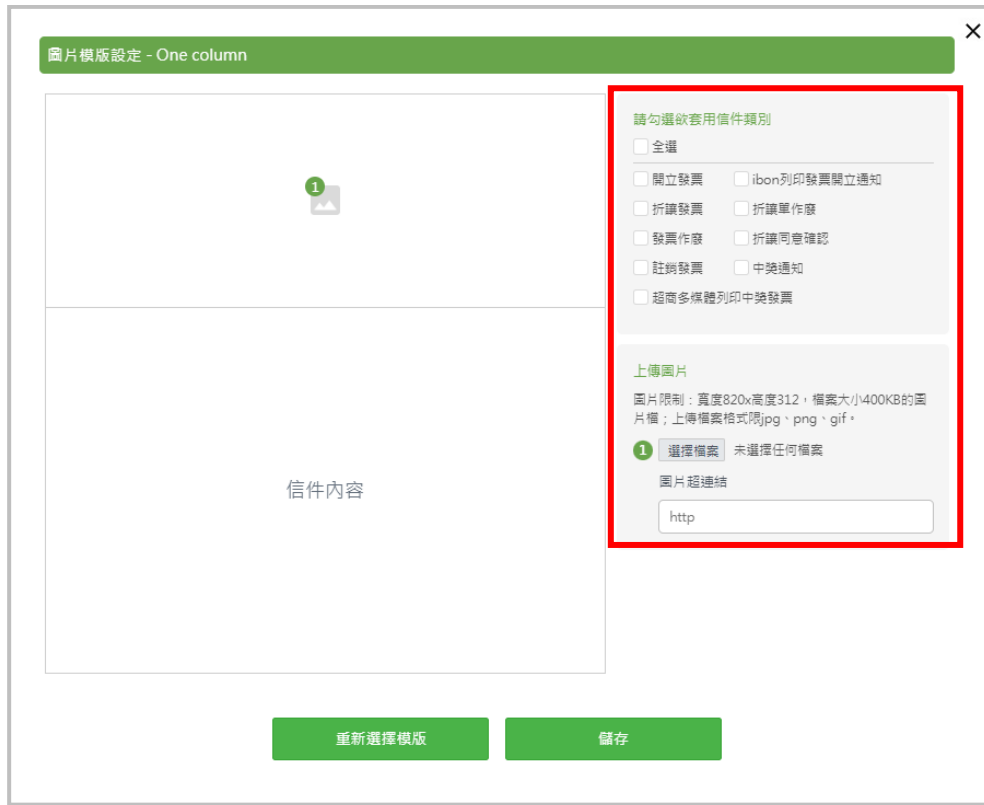 圖片模版設定 - One column
1
信件內容
請勾選欲套用信件類別
全選
開立發票
ibon列印發票開立通知
折讓發票
折讓單作廢
發票作廢
折讓同意確認
註銷發票
中獎通知
超商多媒體列印中獎發票
上傳圖片
圖片限制：寬度820x高度312，檔案大小400KB的圖
片檔；上傳檔案格式限jpg、png、gif。
1 選擇檔案 未選擇任何檔案
圖片超連結
http
重新選擇模版
儲存